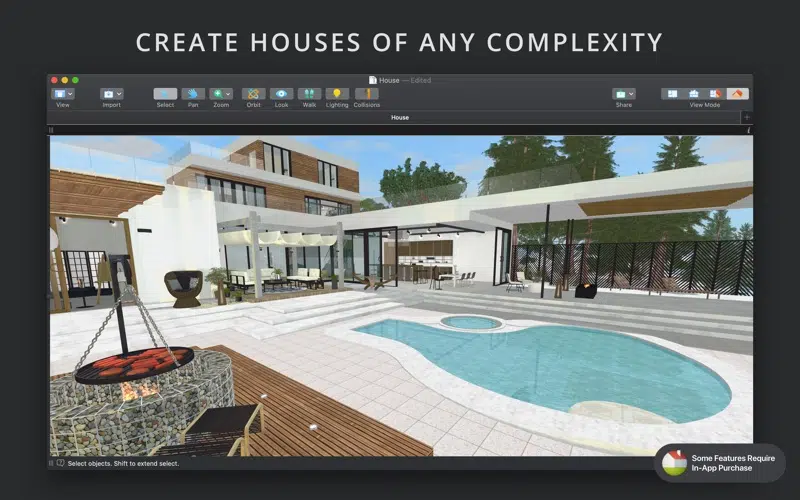 CREATE HOUSES OF ANY COMPLEXITY
House — Edited
View
Import
Select
Pan
Zoom
Orbit
Look
Walk
Lighting
Collisions
Share
View Mode
House
Select objects. Shift to extend select.
Some Features Require
In-App Purchase